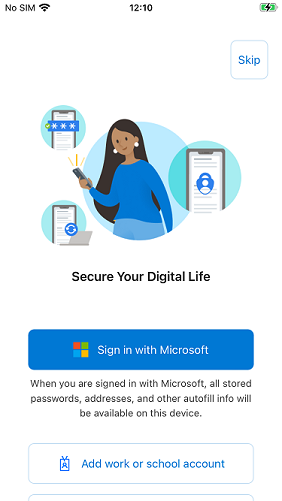 No SIM 12:10
Skip
****
Secure Your Digital Life
Sign in with Microsoft
When you are signed in with Microsoft, all stored
passwords, addresses, and other autofill info will
be available on this device.
Add work or school account